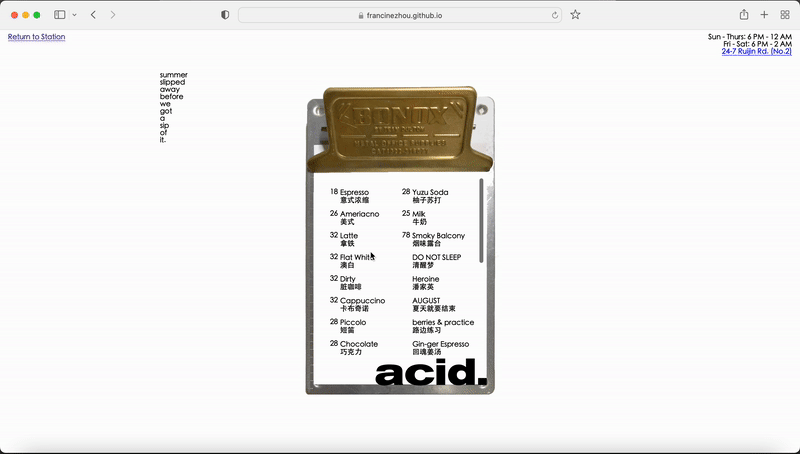 francinezhou.github.io
Return to Station
Sun - Thurs: 6 PM - 12 AM
Fri - Sat: 6 PM - 2 AM
24-7 Ruijin Rd. (No.2)
summer
slipped
away
before
we
got
a
sip
of
it.
18 Espresso
意式浓缩
26 Ameriacno
美式
32 Latte
拿铁
32 Flat White
澳白
32 Dirty
脏咖啡
32 Cappuccino
卡布奇诺
28 Piccolo
短笛
28 Chocolate
巧克力
28 Yuzu Soda
柚子苏打
25 Milk
牛奶
78 Smoky Balcony
烟味露台
DO NOT SLEEP
清醒梦
Heroine
潘家英
AUGUST
夏天就要结束
berries & practice
路边练习
Gin-ger Espresso
回魂姜汤
acid.